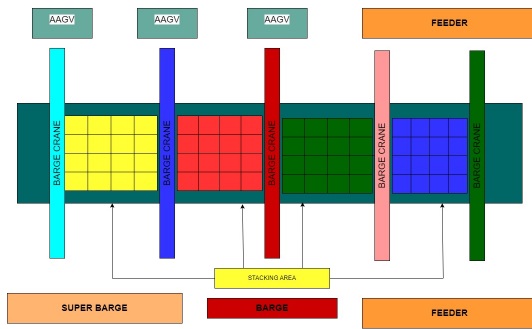 AAGV
AAGV
AAGV
FEEDER
BARGE CRANE
BARGE CRANE
BARGE CRANE
BARGE CRANE
BARGE CRANE
STACKING AREA
SUPER BARGE
BARGE
FEEDER